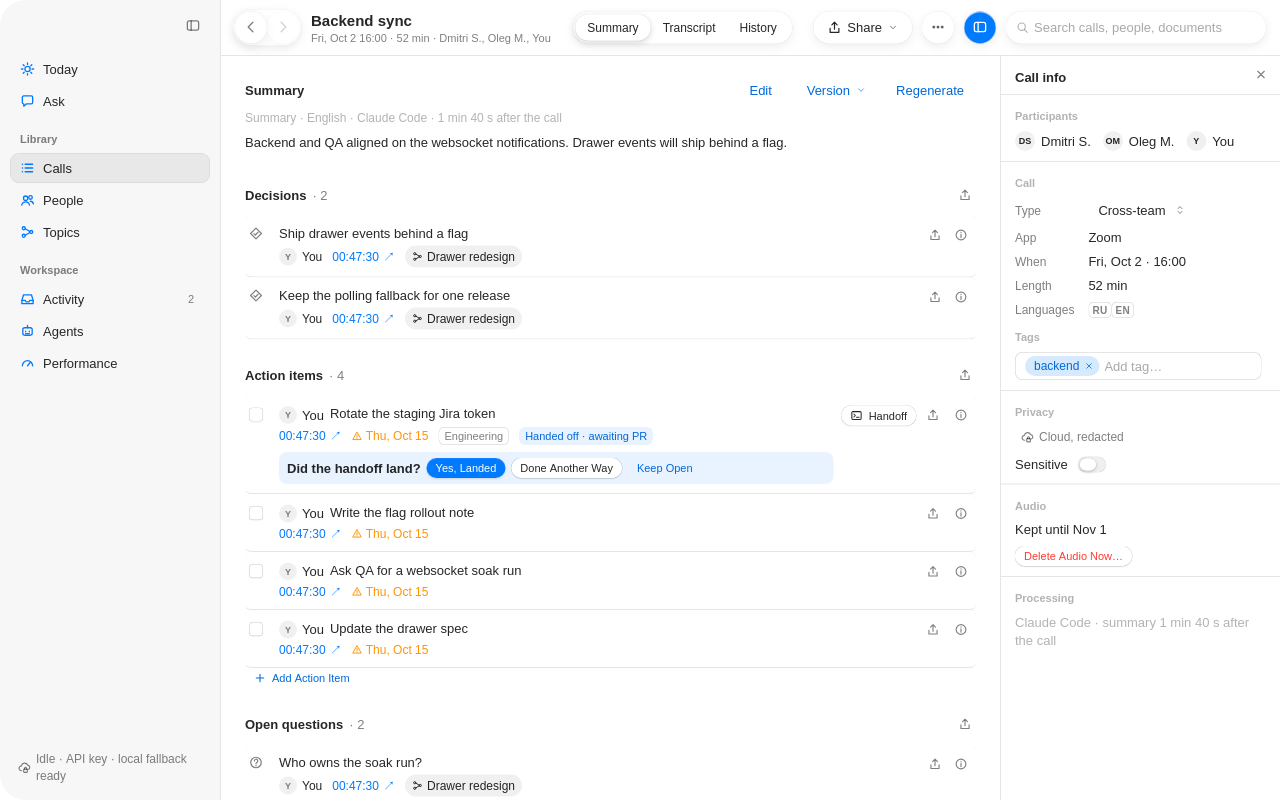 Today
Ask
Library
Calls
People
Topics
Workspace
Activity 2
Agents
Performance
Idle · API key · local fallback
ready
Backend sync
Fri, Oct 2 16:00 · 52 min · Dmitri S., Oleg M., You
Summary Transcript History
Share
Search calls, people, documents
Summary
Edit Version Regenerate
Summary · English · Claude Code · 1 min 40 s after the call
Backend and QA aligned on the websocket notifications. Drawer events will ship behind a flag.
Decisions · 2
Ship drawer events behind a flag
Y You 00:47:30 Drawer redesign
Keep the polling fallback for one release
Y You 00:47:30 Drawer redesign
Action items · 4
Y You Rotate the staging Jira token Handoff
00:47:30 Thu, Oct 15 Engineering Handed off · awaiting PR
Did the handoff land? Yes, Landed Done Another Way Keep Open
Y You Write the flag rollout note
00:47:30 Thu, Oct 15
Y You Ask QA for a websocket soak run
00:47:30 Thu, Oct 15
Y You Update the drawer spec
00:47:30 Thu, Oct 15
Add Action Item
Open questions · 2
Who owns the soak run?
Y You 00:47:30 Drawer redesign
Call info
Participants
DS Dmitri S. OM Oleg M. Y You
Call
Type Cross-team
App Zoom
When Fri, Oct 2 · 16:00
Length 52 min
Languages RU EN
Tags
backend Add tag…
Privacy
Cloud, redacted
Sensitive
Audio
Kept until Nov 1
Delete Audio Now…
Processing
Claude Code · summary 1 min 40 s after
the call